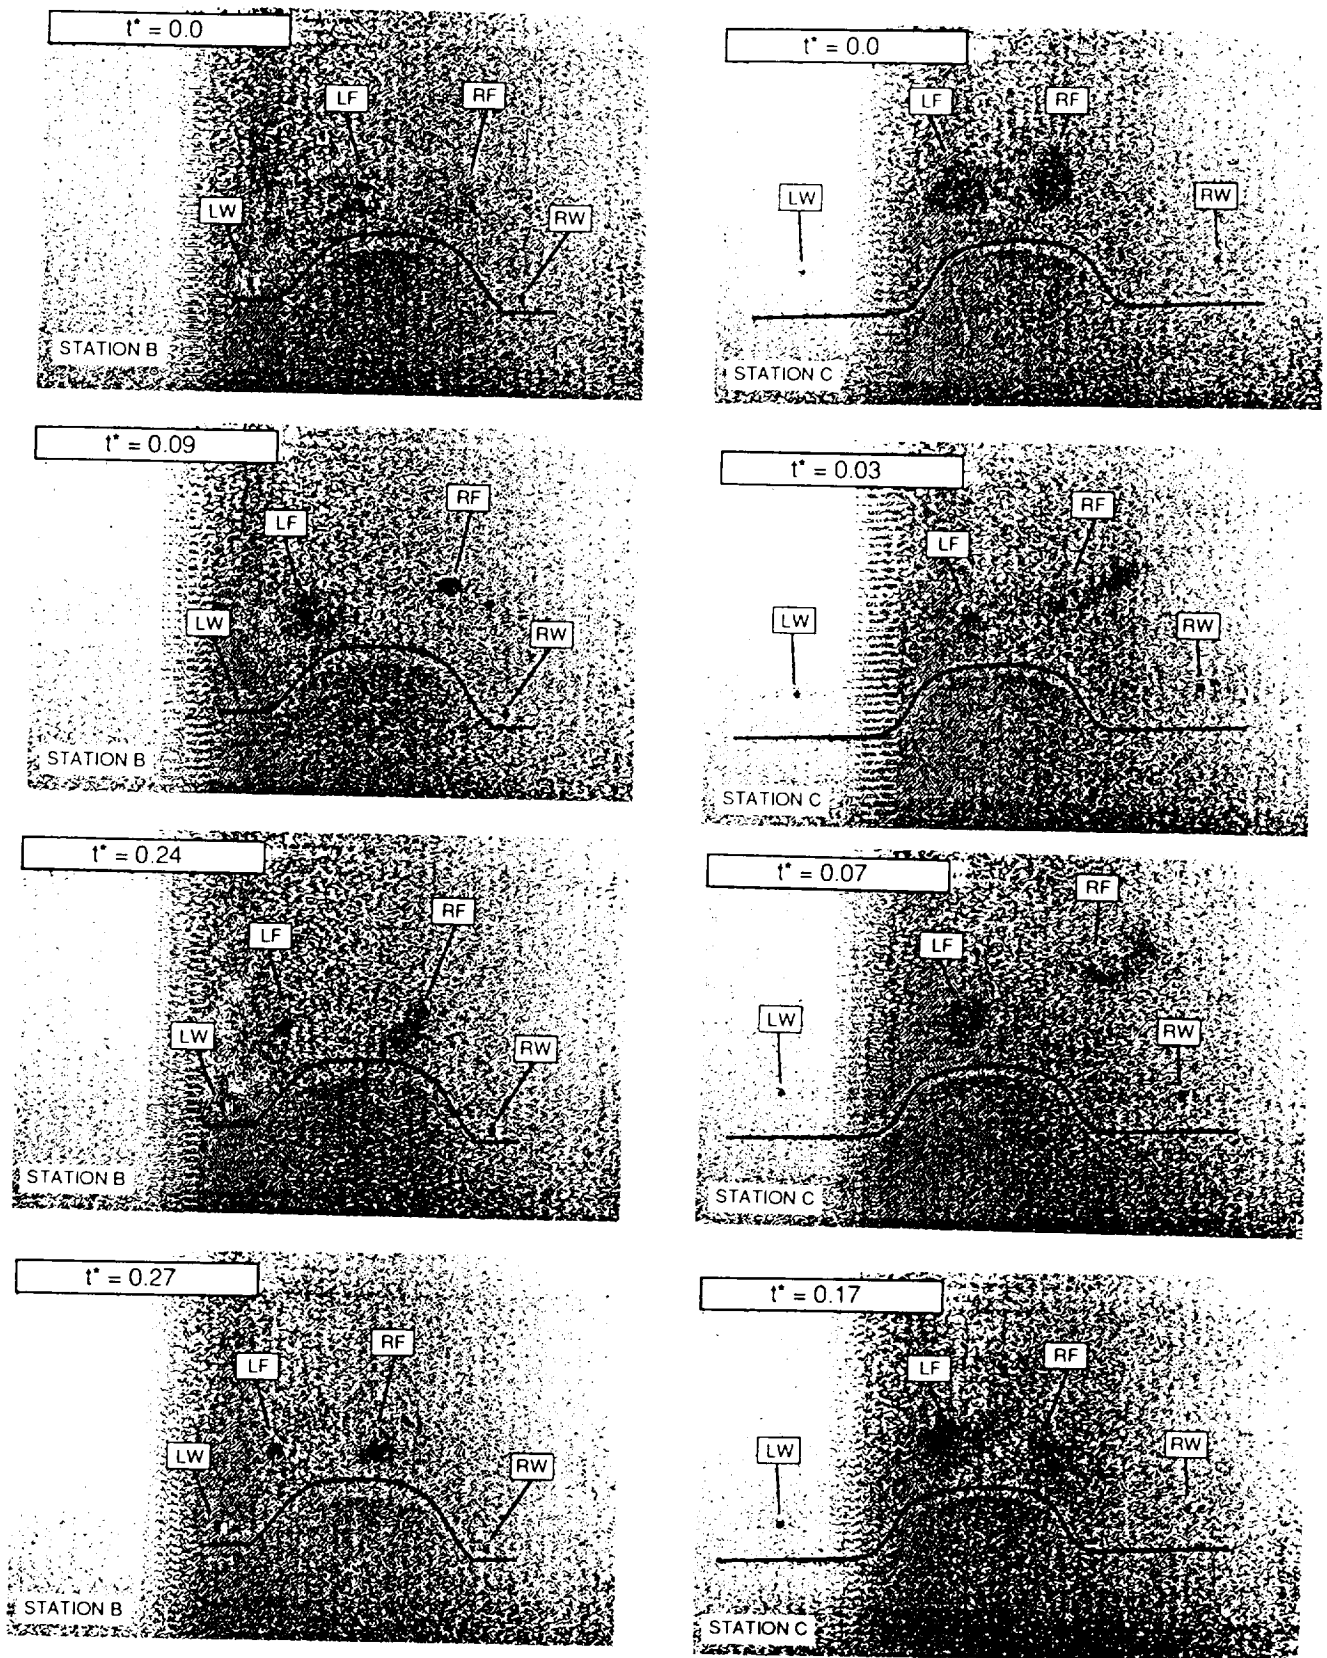 t* = 0.0
LF
RF
LW
RW
STATION B
t* = 0.0
LF
RF
LW
RW
STATION C
t* = 0.09
RF
LF
LW
RW
STATION B
t* = 0.03
RF
LF
LW
RW
STATION C
t* = 0.24
RF
LF
LW
RW
STATION B
t* = 0.07
RF
LF
LW
RW
STATION C
t* = 0.27
RF
LF
LW
RW
STATION B
t* = 0.17
RF
LF
LW
RW
STATION C